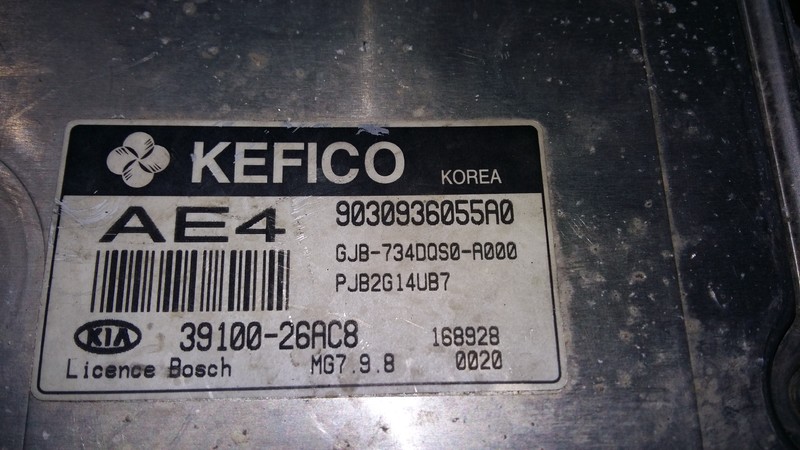 KEFICO KOREA
AE4 9030936055A0
GJB-734DQS0-A000
PJB2G14UB7
KIA 39100-26AC8 168928
Licence Bosch MG7.9.8 0020